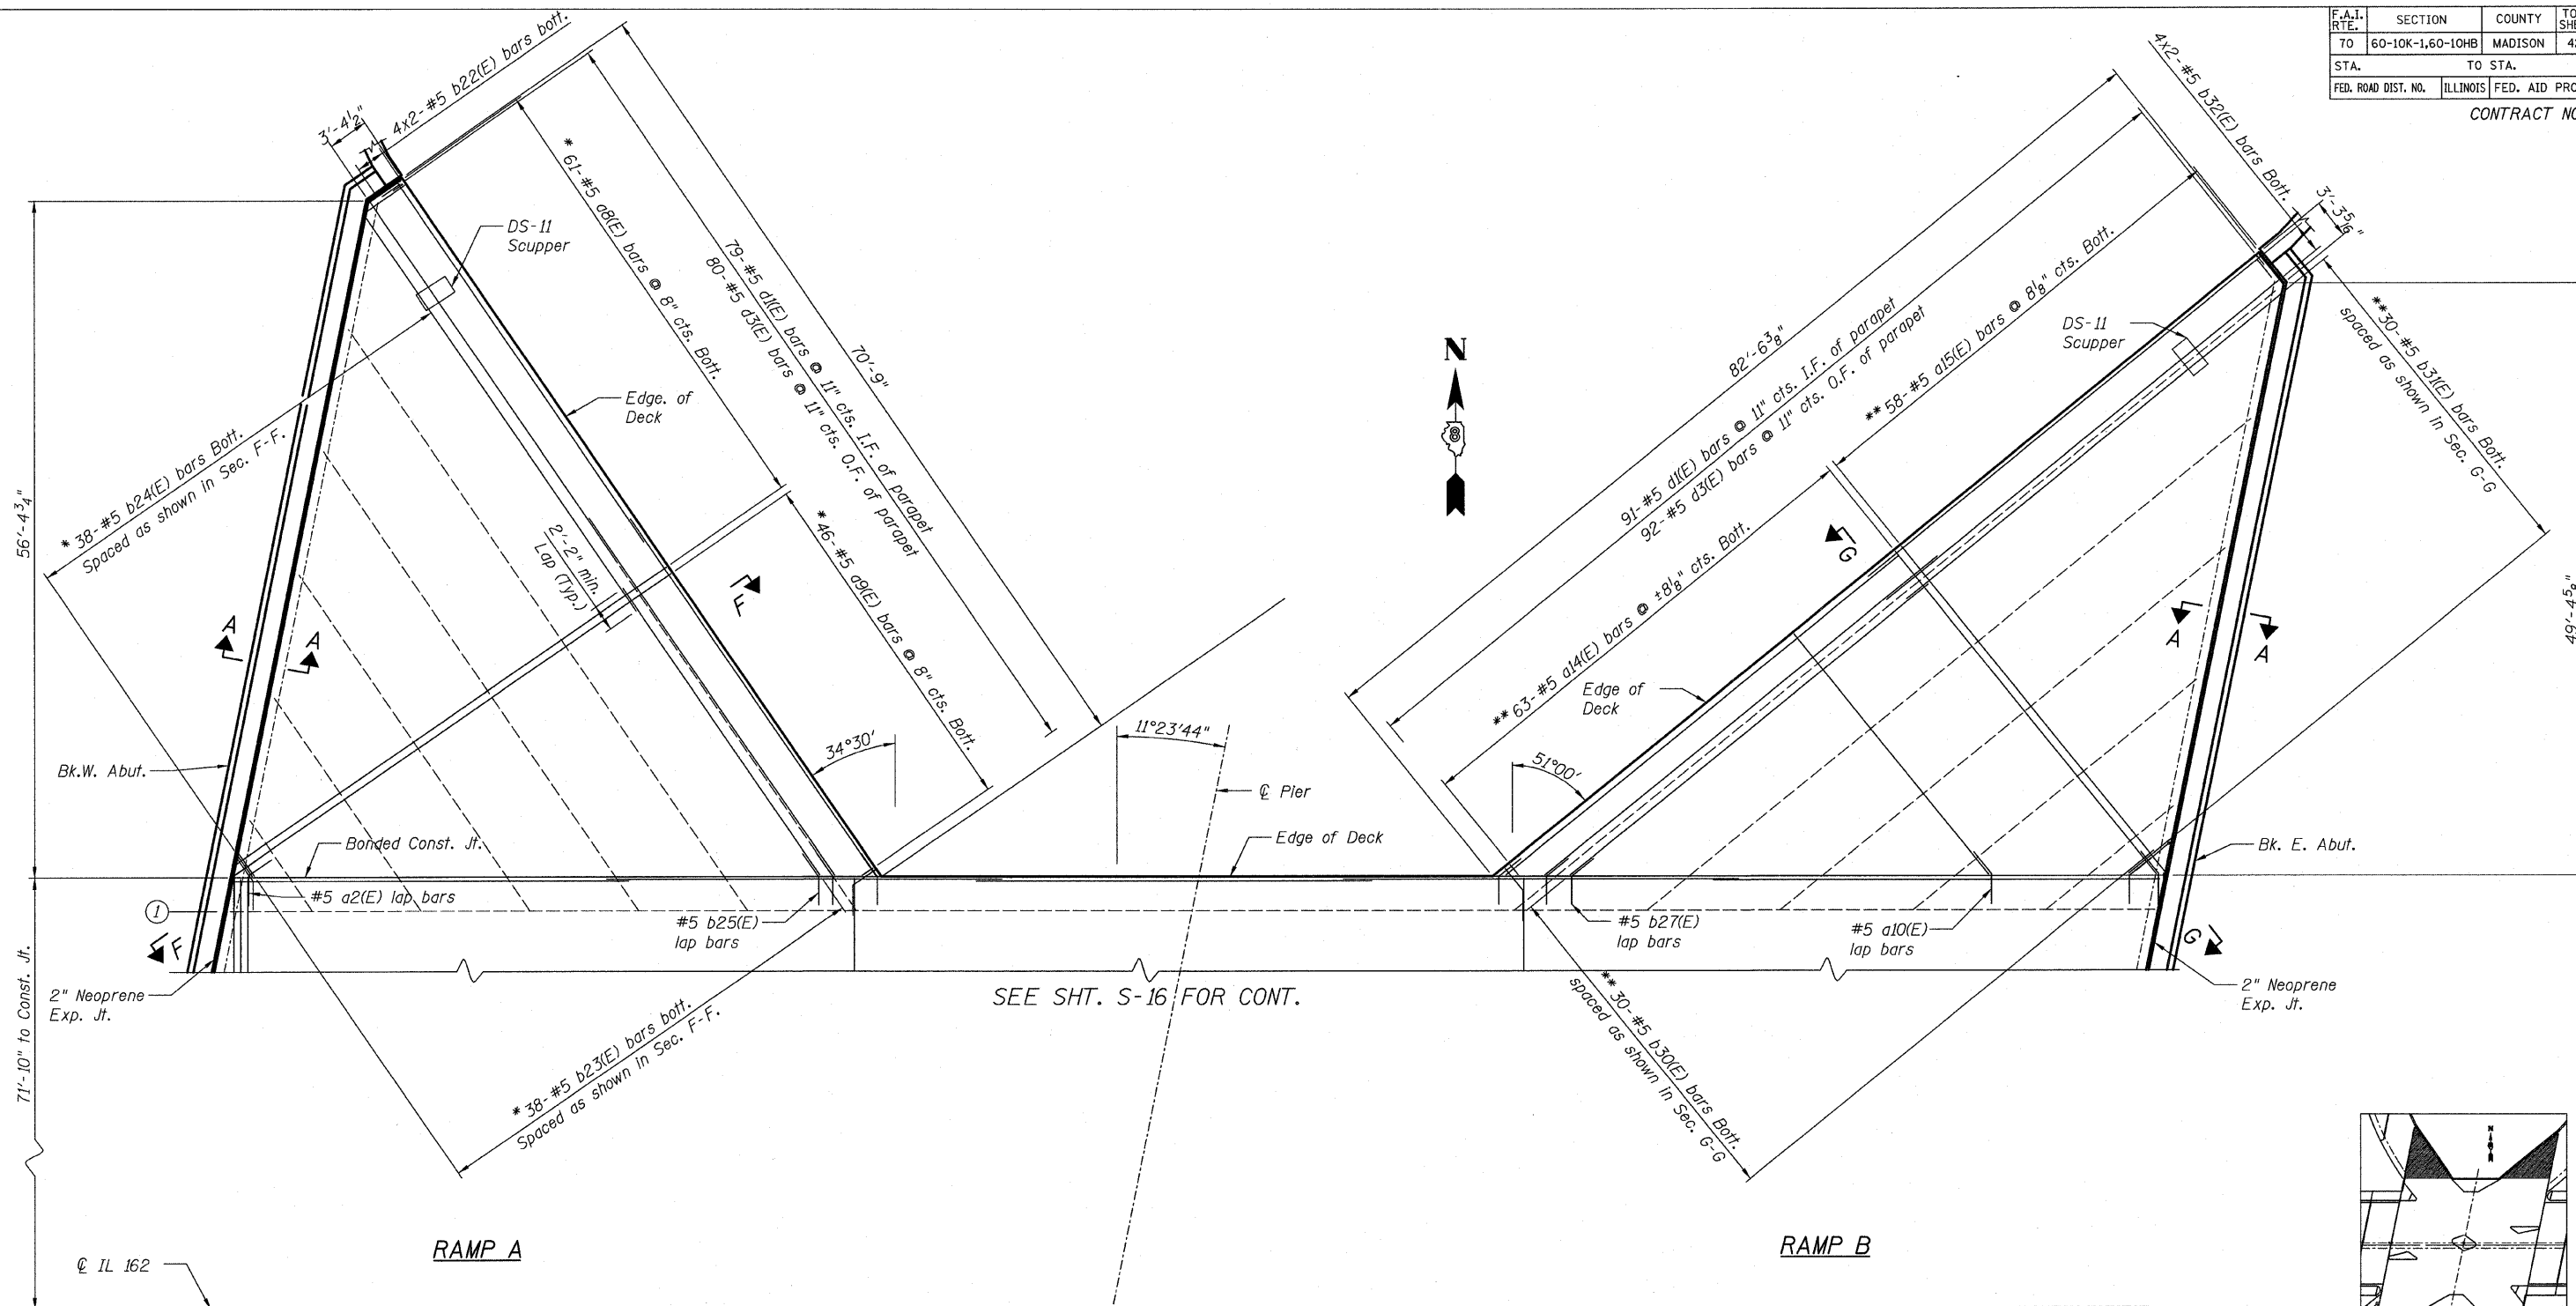 F.A.I. RTE. SECTION COUNTY
70 60-10K-1,60-10HB MADISON
STA. TO STA.
FED. ROAD DIST. NO. ILLINOIS FED. AID
CONTRACT
4x2-#5 b22(E) bars bott.
3'-4½"
* 61-#5 a8(E) bars @ 8" cts. Bott.
79-#5 d1(E) bars @ 11" cts. I.F. of parapet
80-#5 d3(E) bars @ 11" cts. O.F. of parapet
70'-9"
DS-11
Scupper
Edge. of
Deck
* 38-#5 b24(E) bars Bott.
Spaced as shown in Sec. F-F.
56'-4¾"
2'-2" min.
Lap (Typ.)
* 46-#5 a9(E) bars @ 8" cts. Bott.
F
A
A
34°30'
11°23'44"
Bk.W. Abut.
Bonded Const. Jt.
#5 a2(E) lap bars
1
F
#5 b25(E)
lap bars
2" Neoprene
Exp. Jt.
71'-10" to Const. Jt.
* 38-#5 b23(E) bars bott.
Spaced as shown in Sec. F-F.
RAMP A
℄ IL 162
N
8
℄ Pier
Edge of Deck
SEE SHT. S-16 FOR CONT.
4x2-#5 b32(E) bars Bott.
3'-3 5/16"
82'-6⅜"
91-#5 d1(E) bars @ 11" cts. I.F. of parapet
92-#5 d3(E) bars @ 11" cts. O.F. of parapet
** 58-#5 a15(E) bars @ 8⅛" cts. Bott.
** 63-#5 a14(E) bars @ ±8⅛" cts. Bott.
DS-11
Scupper
**30-#5 b31(E) bars Bott.
spaced as shown in Sec. G-G
G
Edge of
Deck
51°00'
A
A
49'-4⅝"
Bk. E. Abut.
#5 b27(E)
lap bars
#5 a10(E)
lap bars
G
2" Neoprene
Exp. Jt.
** 30-#5 b30(E) bars Bott.
spaced as shown in Sec. G-G
RAMP B
N